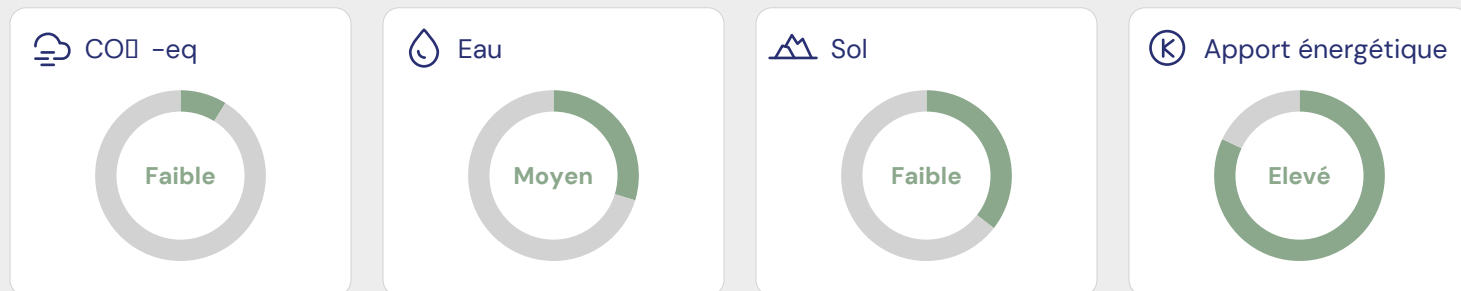 CO▯ -eq
Faible
Eau
Moyen
Sol
Faible
Apport énergétique
Elevé